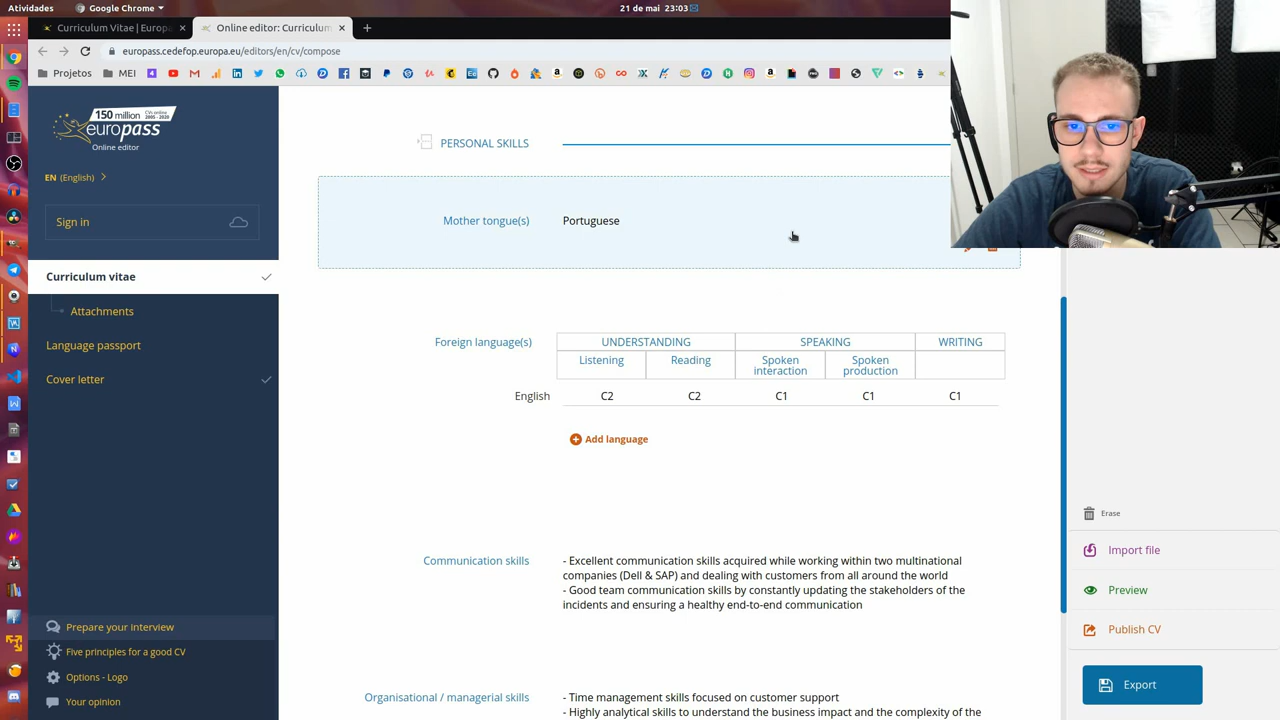 Atividades
Google Chrome
21 de mai 23:03
Curriculum Vitae | Europ
Online editor: Curriculum
europass.cedefop.europa.eu/editors/en/cv/compose
Projetos
MEI
150 million
CVs online
2005 - 2020
europass
Online editor
EN (English)
Sign in
Curriculum vitae
Attachments
Language passport
Cover letter
Prepare your interview
Five principles for a good CV
Options - Logo
Your opinion
PERSONAL SKILLS
Mother tongue(s) Portuguese
Foreign language(s) UNDERSTANDING SPEAKING WRITING
Listening Reading Spoken interaction Spoken production
English C2 C2 C1 C1 C1
Add language
Communication skills - Excellent communication skills acquired while working within two multinational
companies (Dell & SAP) and dealing with customers from all around the world
- Good team communication skills by constantly updating the stakeholders of the
incidents and ensuring a healthy end-to-end communication
Organisational / managerial skills - Time management skills focused on customer support
- Highly analytical skills to understand the business impact and the complexity of the
Erase
Import file
Preview
Publish CV
Export